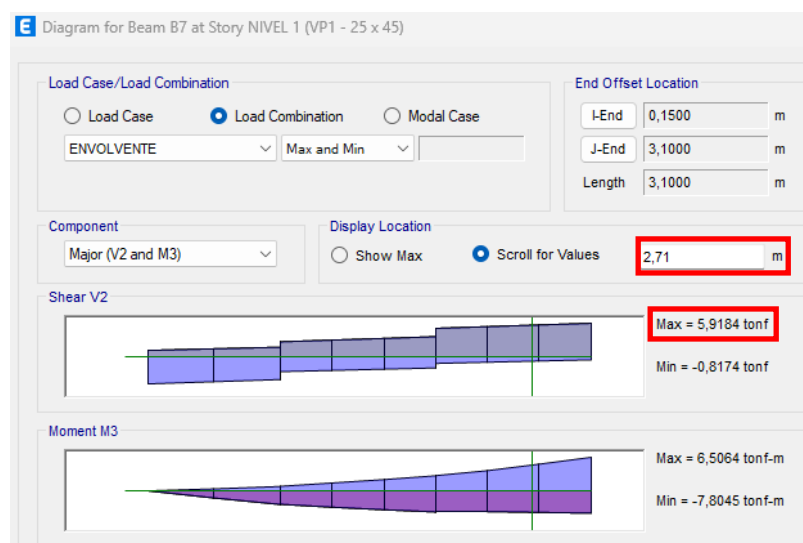 E Diagram for Beam B7 at Story NIVEL 1 (VP1 - 25 x 45)
Load Case/Load Combination
Load Case Load Combination Modal Case
ENVOLVENTE Max and Min
End Offset Location
I-End 0,1500 m
J-End 3,1000 m
Length 3,1000 m
Component
Major (V2 and M3)
Display Location
Show Max Scroll for Values 2,71 m
Shear V2
Max = 5,9184 tonf
Min = -0,8174 tonf
Moment M3
Max = 6,5064 tonf-m
Min = -7,8045 tonf-m